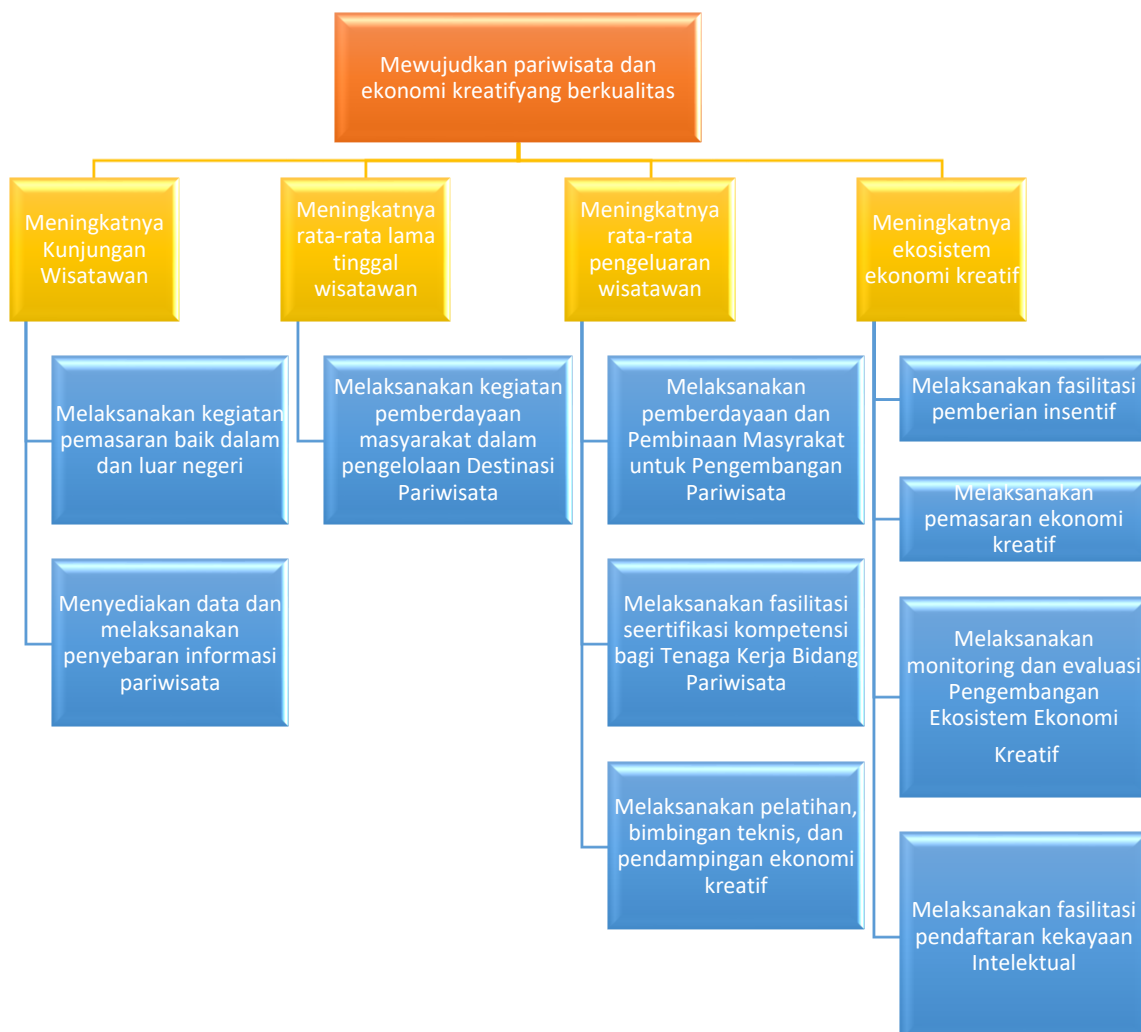 Mewujudkan pariwisata dan
ekonomi kreatifyang berkualitas
Meningkatnya
Kunjungan
Wisatawan
Meningkatnya
rata-rata lama
tinggal
wisatawan
Meningkatnya
rata-rata
pengeluaran
wisatawan
Meningkatnya
ekosistem
ekonomi kreatif
Melaksanakan kegiatan
pemasaran baik dalam
dan luar negeri
Menyediakan data dan
melaksanakan
penyebaran informasi
pariwisata
Melaksanakan kegiatan
pemberdayaan
masyarakat dalam
pengelolaan Destinasi
Pariwisata
Melaksanakan
pemberdayaan dan
Pembinaan Masyrakat
untuk Pengembangan
Pariwisata
Melaksanakan fasilitasi
seertifikasi kompetensi
bagi Tenaga Kerja Bidang
Pariwisata
Melaksanakan pelatihan,
bimbingan teknis, dan
pendampingan ekonomi
kreatif
Melaksanakan fasilitasi
pemberian insentif
Melaksanakan
pemasaran ekonomi
kreatif
Melaksanakan
monitoring dan evaluasi
Pengembangan
Ekosistem Ekonomi
Kreatif
Melaksanakan fasilitasi
pendaftaran kekayaan
Intelektual